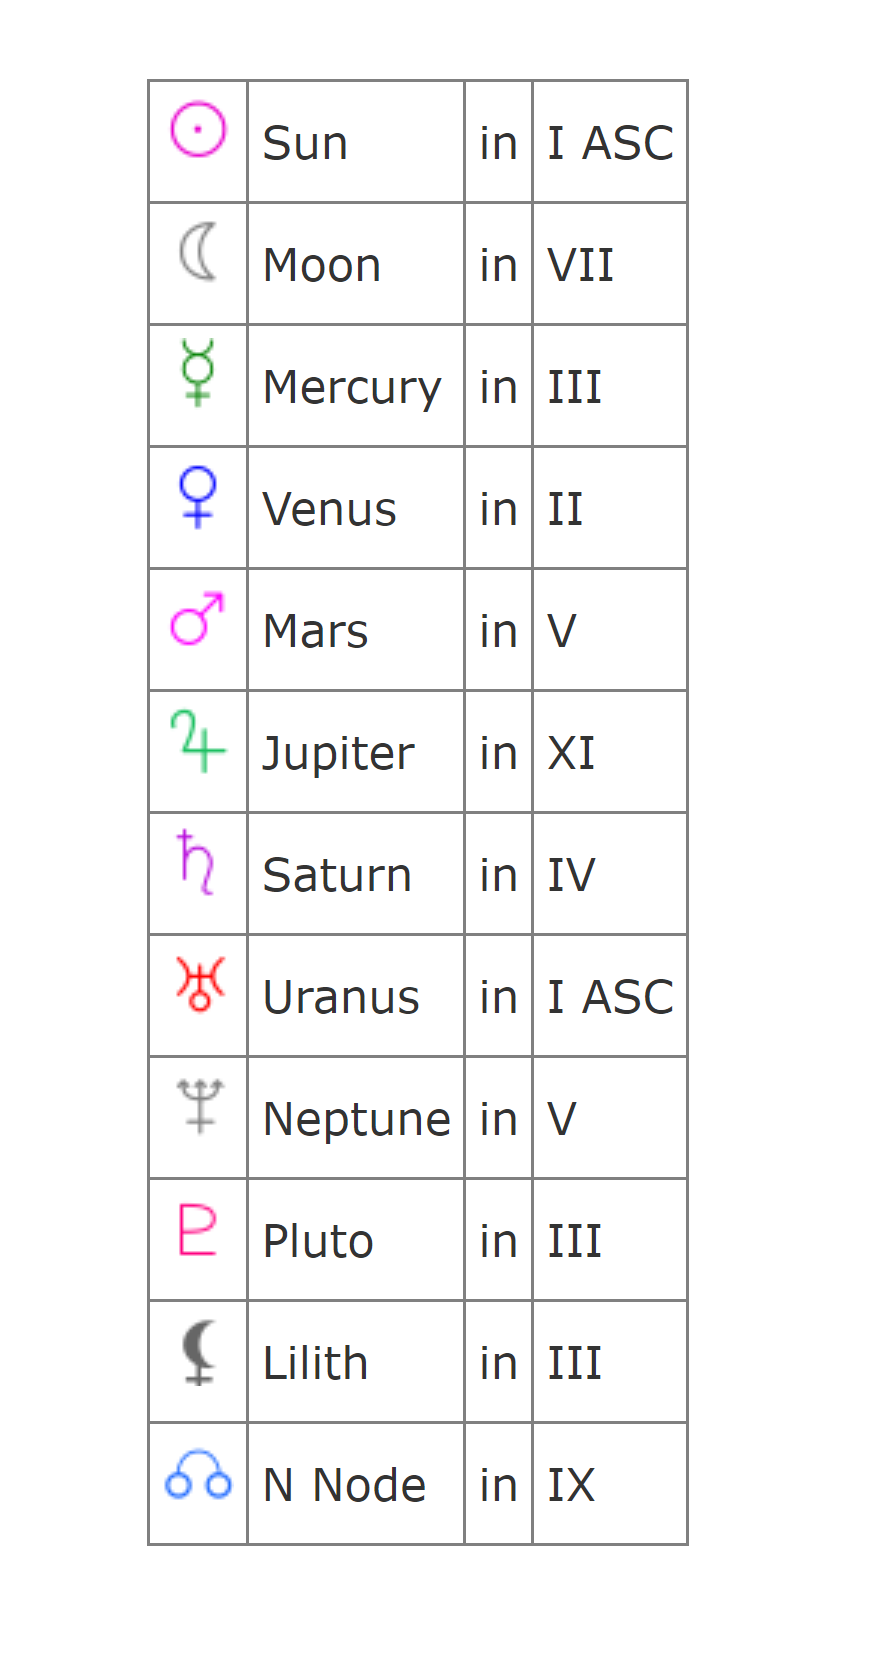 Sun in I ASC
Moon in VII
Mercury in III
Venus in II
Mars in V
Jupiter in XI
Saturn in IV
Uranus in I ASC
Neptune in V
Pluto in III
Lilith in III
N Node in IX